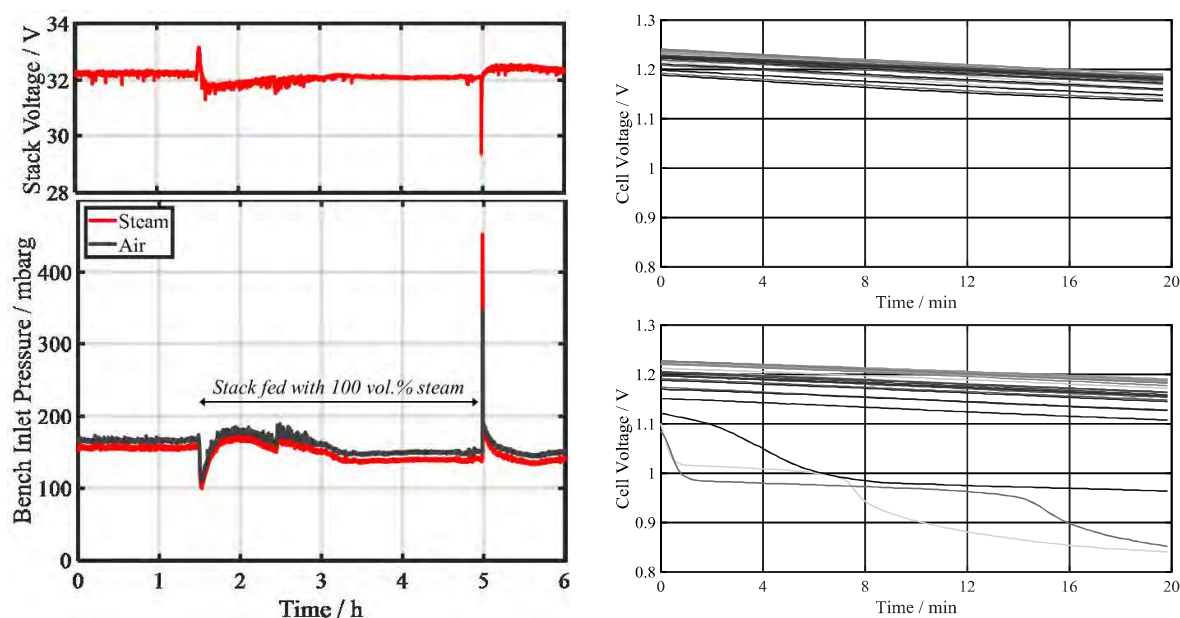 Stack Voltage / V
34
32
30
28
Bench Inlet Pressure / mbarg
Steam
Air
400
300
200
100
0
Stack fed with 100 vol.% steam
0 1 2 3 4 5 6
Time / h
Cell Voltage / V
1.3
1.2
1.1
1
0.9
0.8
0 4 8 12 16 20
Time / min
Cell Voltage / V
1.3
1.2
1.1
1
0.9
0.8
0 4 8 12 16 20
Time / min